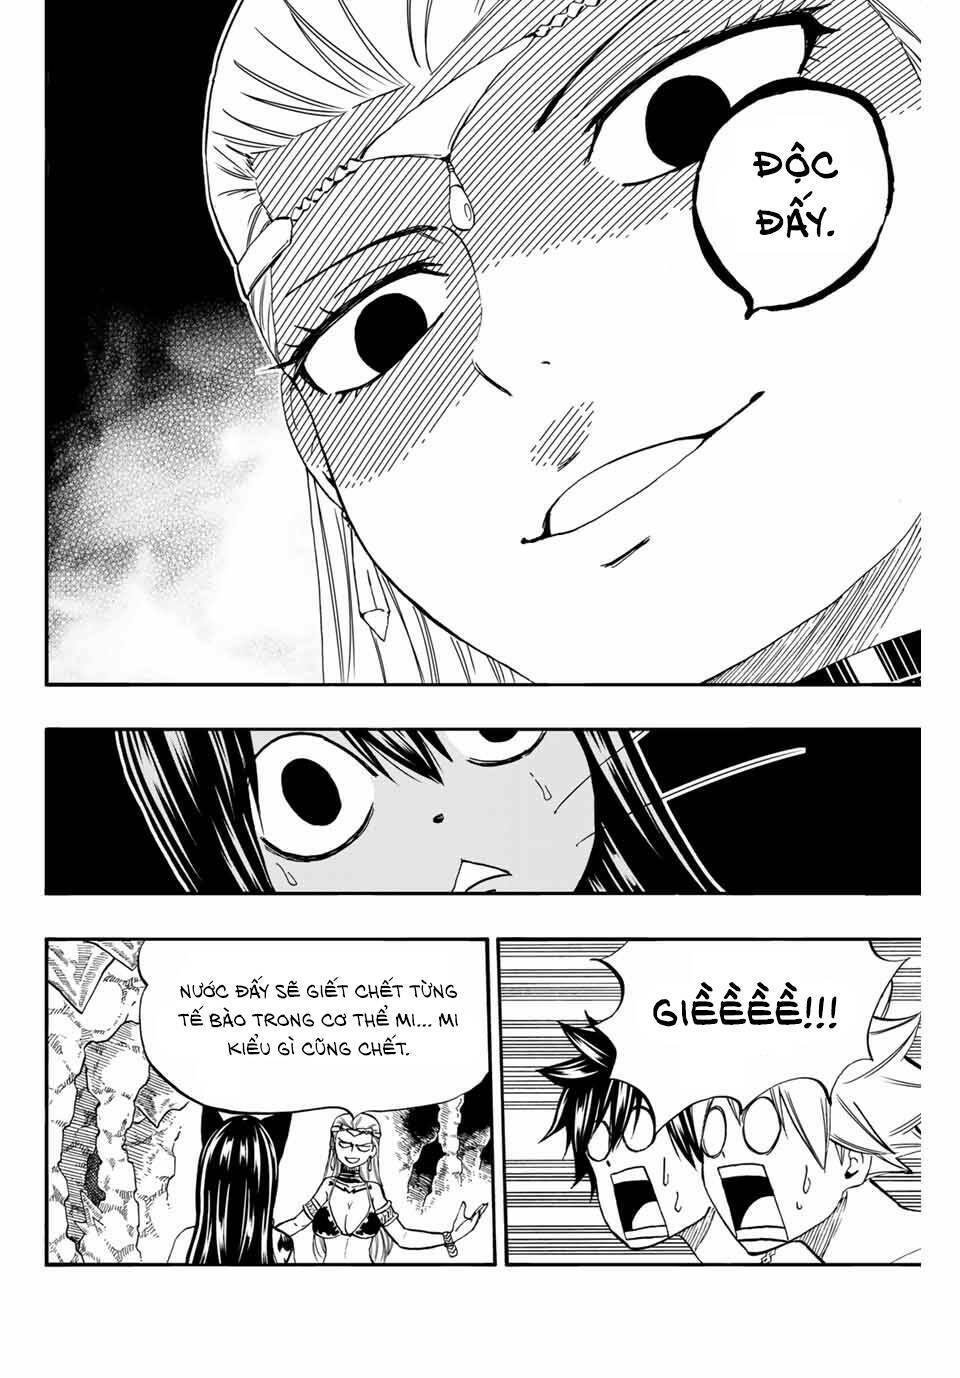 ĐỘC
ĐẤY.
GIỀỀỀỀỀ!!!
NƯỚC ĐẤY SẼ GIẾT CHẾT TỪNG
TẾ BÀO TRONG CƠ THỂ MI... MI
KIỂU GÌ CŨNG CHẾT.